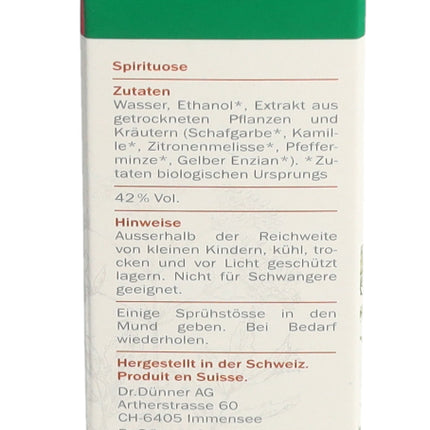 Spirituose
Zutaten
Wasser, Ethanol*, Extrakt aus
getrockneten Pflanzen und
Kräutern (Schafgarbe*, Kamil-
le*, Zitronenmelisse*, Pfeffer-
minze*, Gelber Enzian*). *Zu-
taten biologischen Ursprungs
42% Vol.
Hinweise
Ausserhalb der Reichweite
von kleinen Kindern, kühl, tro-
cken und vor Licht geschützt
lagern. Nicht für Schwangere
geeignet.
Einige Sprühstösse in den
Mund geben. Bei Bedarf
wiederholen.
Hergestellt in der Schweiz.
Produit en Suisse.
Dr.Dünner AG
Artherstrasse 60
CH-6405 Immensee